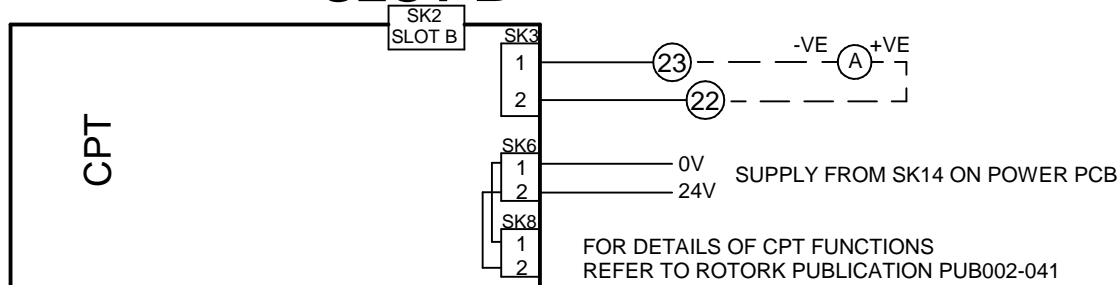 SK2
SLOT B
SK3
1
23
-VE
A
+VE
2
22
CPT
SK6
1
0V
2
24V
SUPPLY FROM SK14 ON POWER PCB
SK8
1
2
FOR DETAILS OF CPT FUNCTIONS
REFER TO ROTORK PUBLICATION PUB002-041